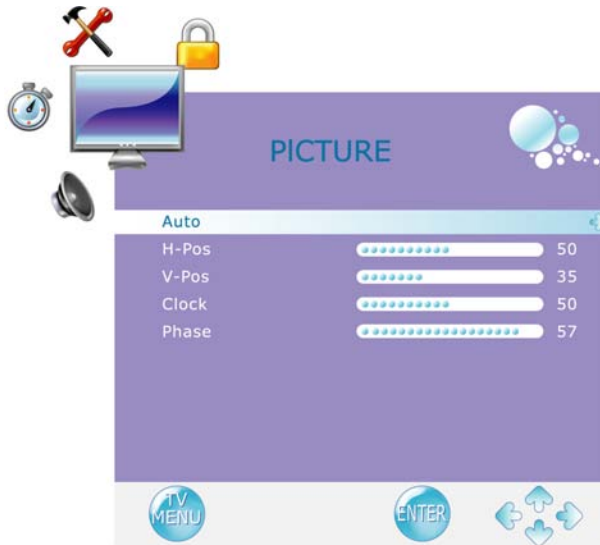 PICTURE
Auto
H-Pos 50
V-Pos 35
Clock 50
Phase 57
TV
MENU
ENTER